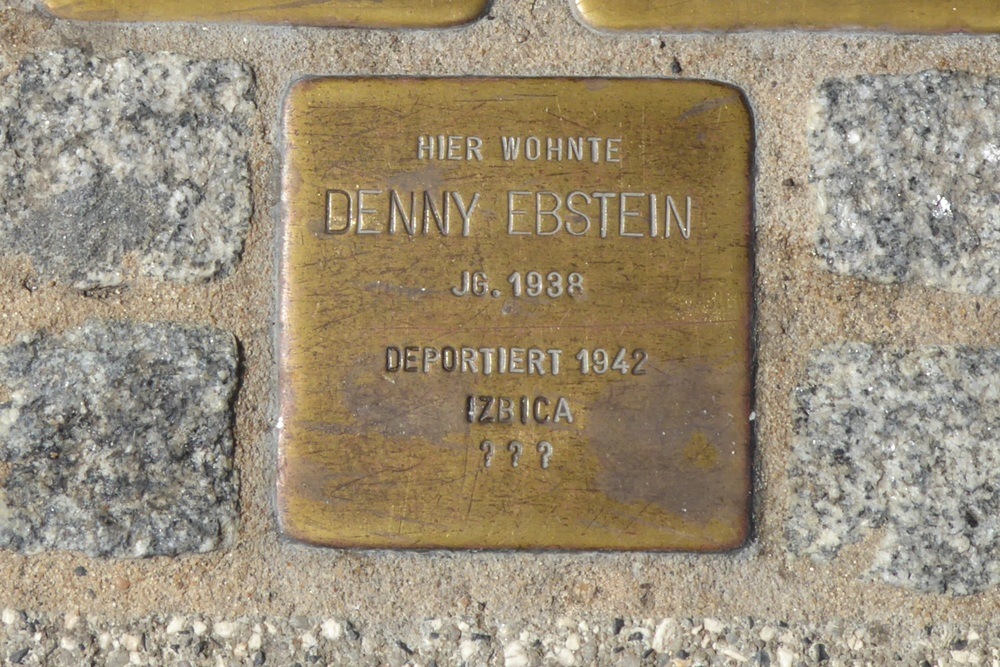 HIER WOHNTE
DENNY EBSTEIN
JG. 1938
DEPORTIERT 1942
IZBICA
? ? ?